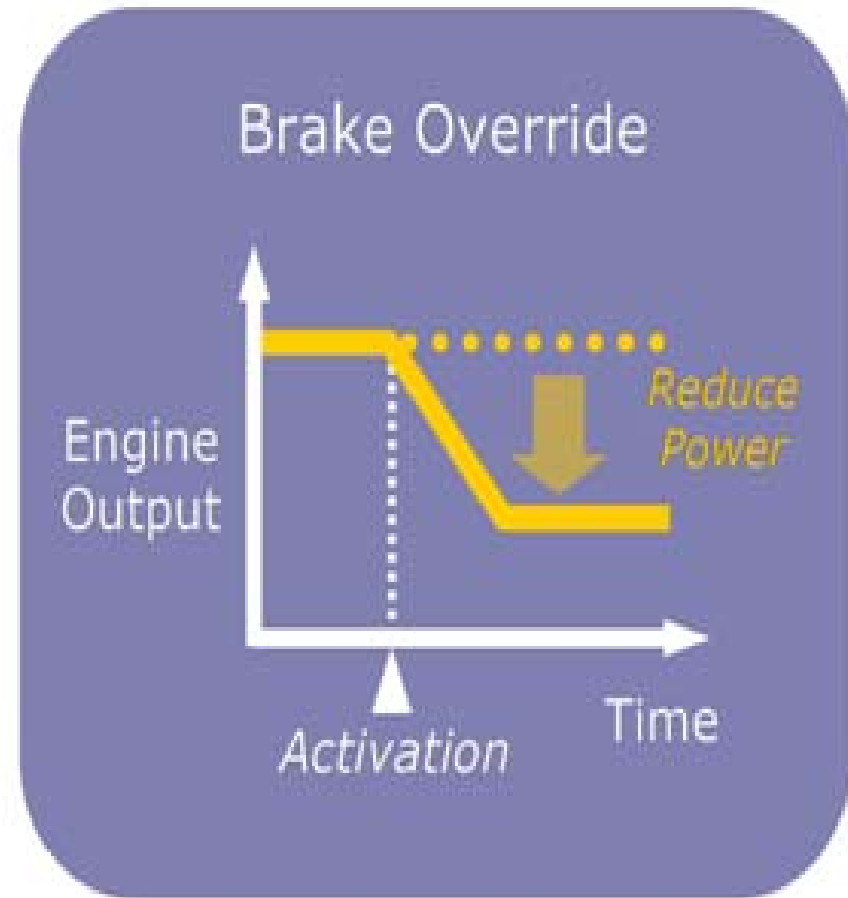 Brake Override
Engine
Output
Reduce
Power
Activation
Time